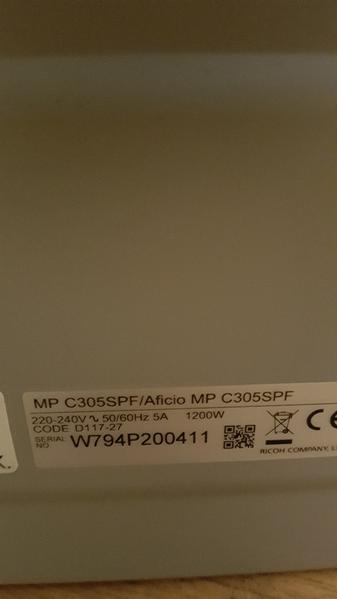 MP C305SPF/Aficio MP C305SPF
220-240V ∿ 50/60Hz 5A 1200W
CODE D117-27
SERIAL NO W794P200411
CE
RICOH COMPANY, L
K.